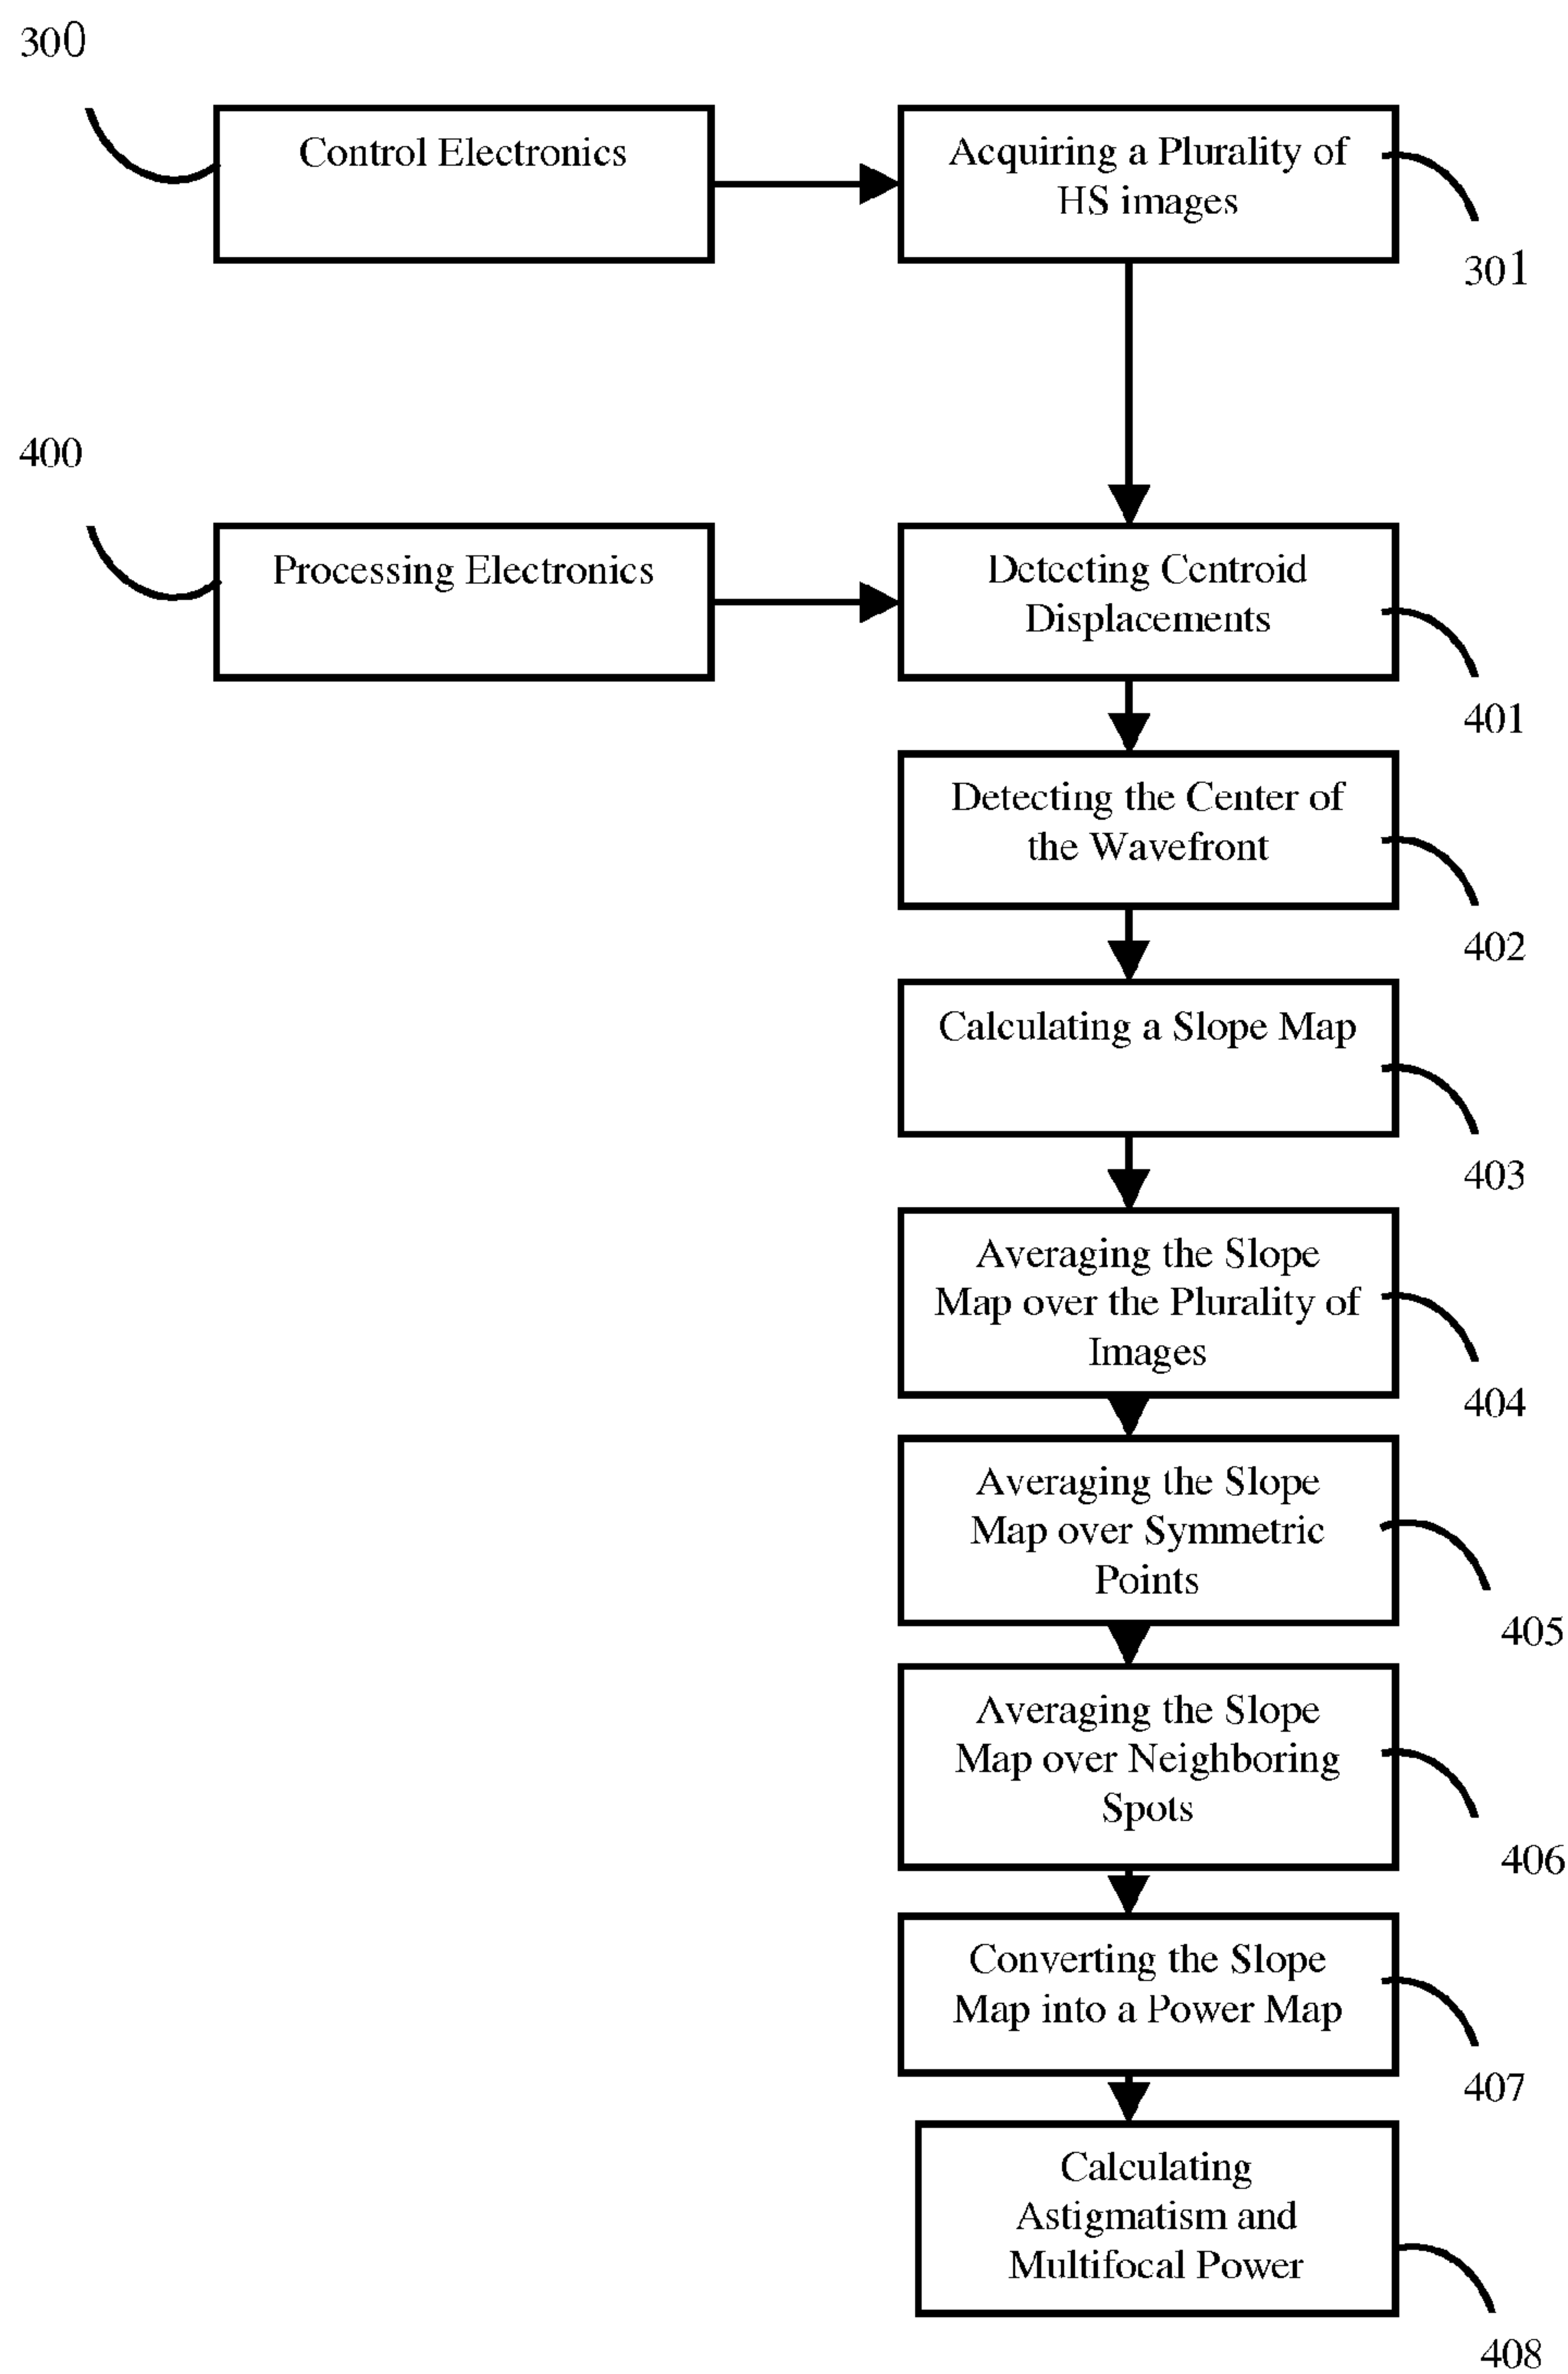 300
Control Electronics
Acquiring a Plurality of
HS images
301
400
Processing Electronics
Detecting Centroid
Displacements
401
Detecting the Center of
the Wavefront
402
Calculating a Slope Map
403
Averaging the Slope
Map over the Plurality of
Images
404
Averaging the Slope
Map over Symmetric
Points
405
Averaging the Slope
Map over Neighboring
Spots
406
Converting the Slope
Map into a Power Map
407
Calculating
Astigmatism and
Multifocal Power
408